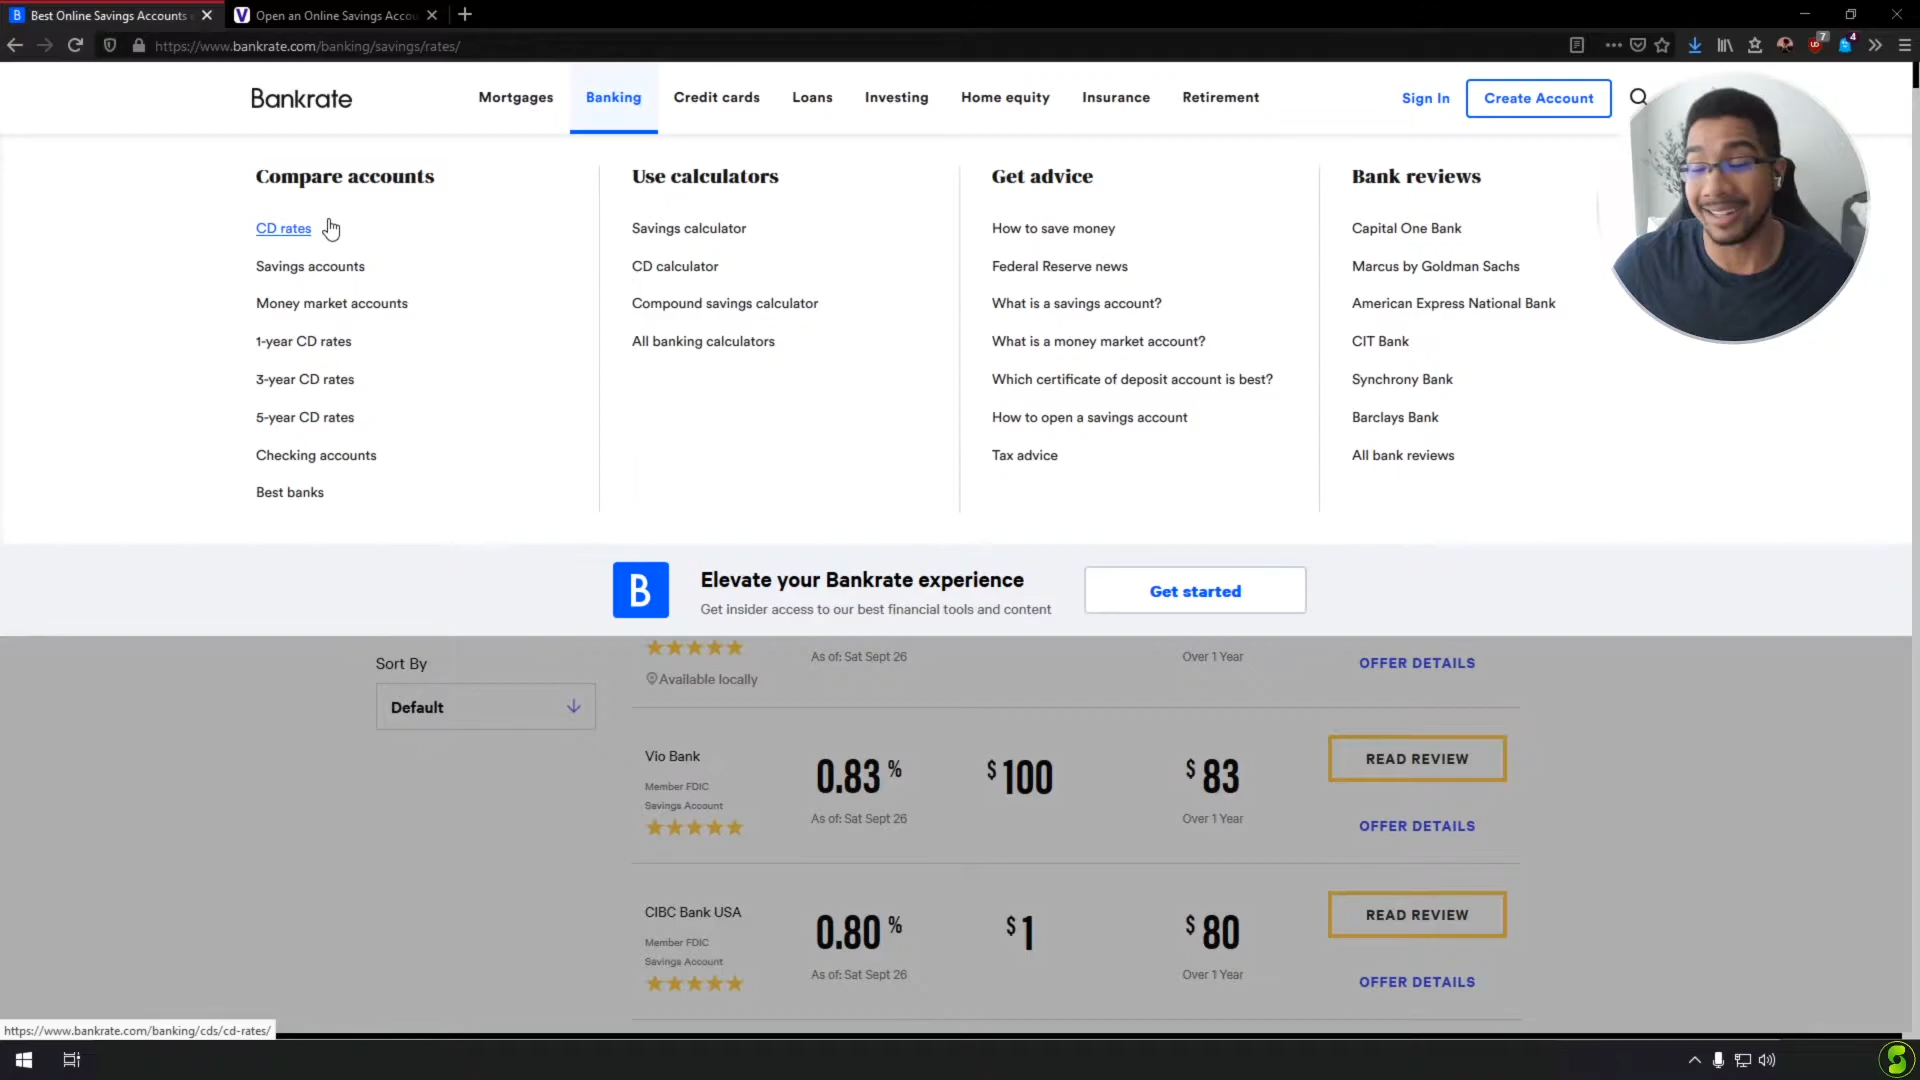 Best Online Savings Accounts
Open an Online Savings Accou
https://www.bankrate.com/banking/savings/rates/
7
4
Bankrate
Mortgages
Banking
Credit cards
Loans
Investing
Home equity
Insurance
Retirement
Sign In
Create Account
Compare accounts
CD rates
Savings accounts
Money market accounts
1-year CD rates
3-year CD rates
5-year CD rates
Checking accounts
Best banks
Use calculators
Savings calculator
CD calculator
Compound savings calculator
All banking calculators
Get advice
How to save money
Federal Reserve news
What is a savings account?
What is a money market account?
Which certificate of deposit account is best?
How to open a savings account
Tax advice
Bank reviews
Capital One Bank
Marcus by Goldman Sachs
American Express National Bank
CIT Bank
Synchrony Bank
Barclays Bank
All bank reviews
B
Elevate your Bankrate experience
Get insider access to our best financial tools and content
Get started
Sort By
Default
As of: Sat Sept 26
Over 1 Year
OFFER DETAILS
Available locally
Vio Bank
Member FDIC
Savings Account
0.83 %
As of: Sat Sept 26
$ 100
$ 83
Over 1 Year
READ REVIEW
OFFER DETAILS
CIBC Bank USA
Member FDIC
Savings Account
0.80 %
As of: Sat Sept 26
$ 1
$ 80
Over 1 Year
READ REVIEW
OFFER DETAILS
https://www.bankrate.com/banking/cds/cd-rates/